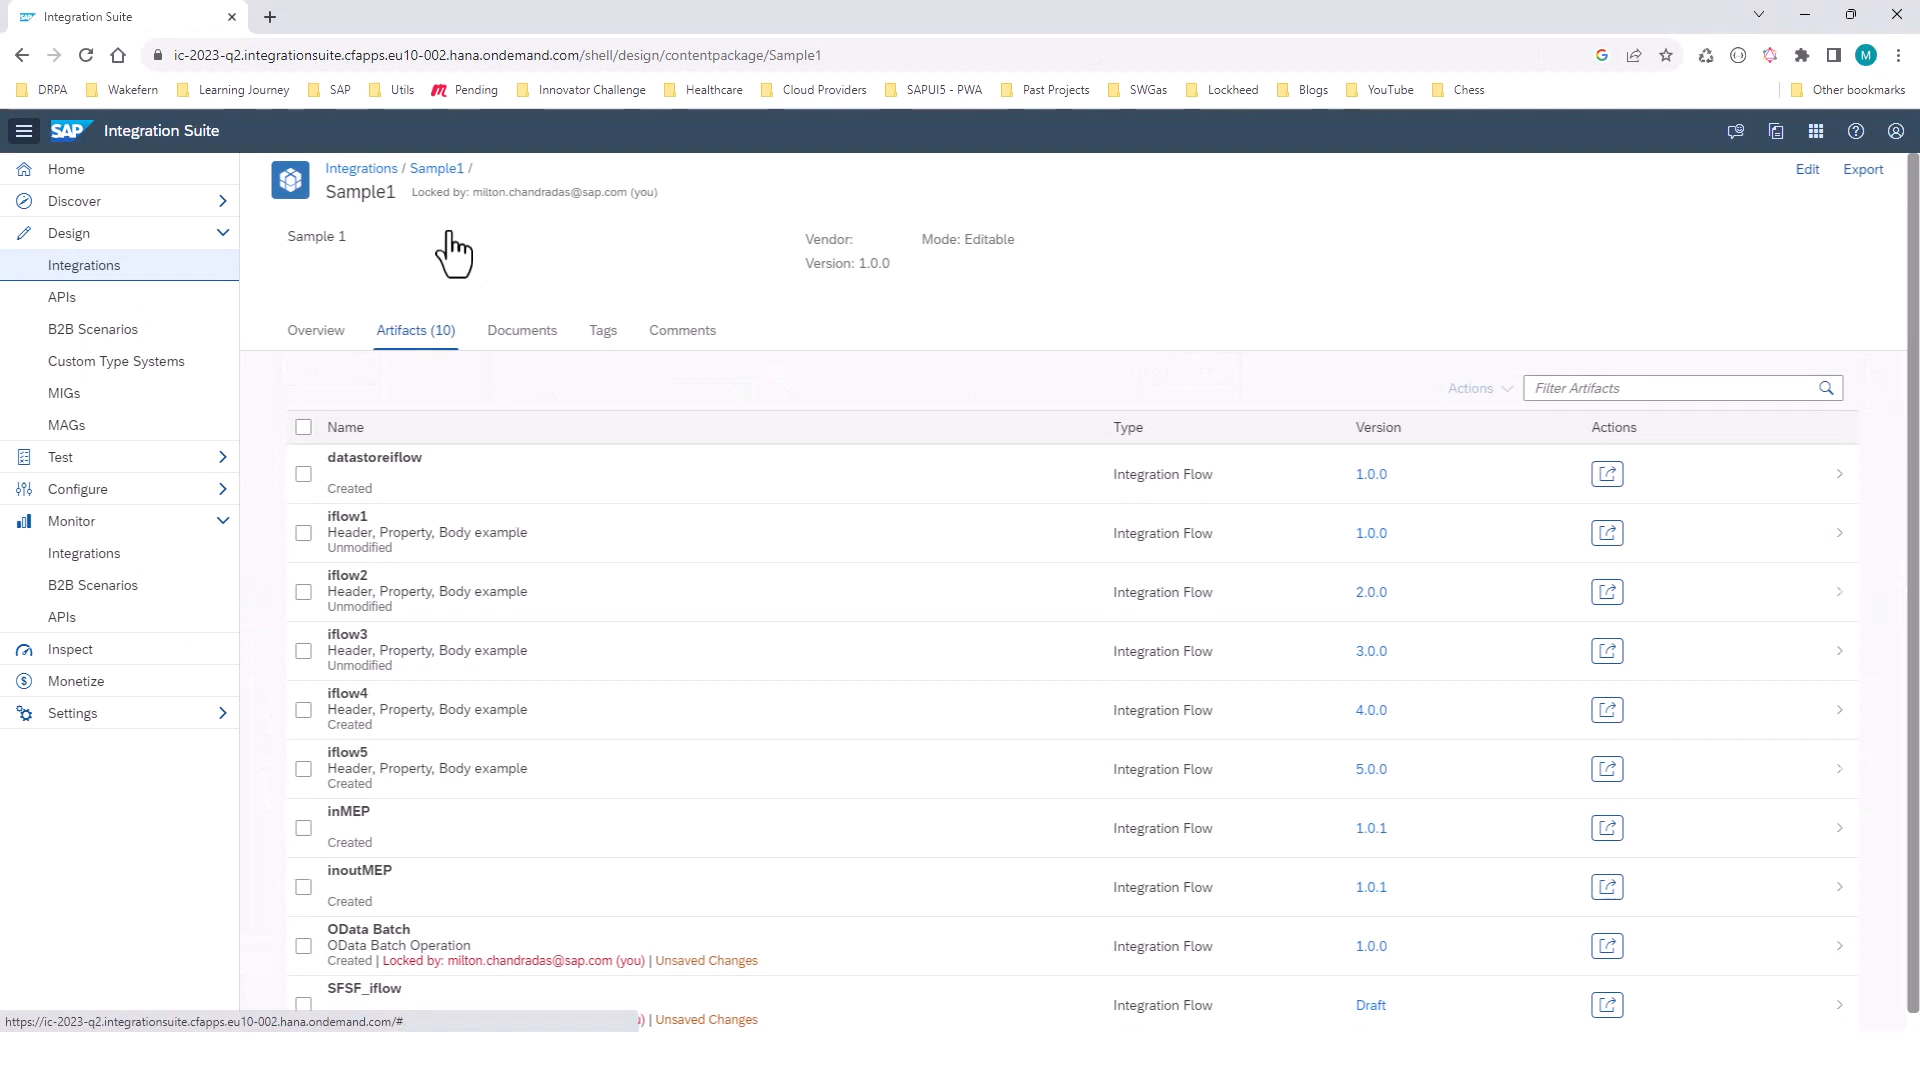 Integration Suite
ic-2023-q2.integrationsuite.cfapps.eu10-002.hana.ondemand.com/shell/design/contentpackage/Sample1
M
DRPA Wakefern Learning Journey SAP Utils Pending Innovator Challenge Healthcare Cloud Providers SAPUI5 - PWA Past Projects SWGas Lockheed Blogs YouTube Chess Other bookmarks
SAP Integration Suite
Home
Discover
Design
Integrations
APIs
B2B Scenarios
Custom Type Systems
MIGs
MAGs
Test
Configure
Monitor
Integrations
B2B Scenarios
APIs
Inspect
Monetize
Settings
Integrations / Sample1 /
Edit Export
Sample1 Locked by: milton.chandradas@sap.com (you)
Sample 1
Vendor: Mode: Editable
Version: 1.0.0
Overview Artifacts (10) Documents Tags Comments
Actions Filter Artifacts
Name Type Version Actions
datastoreiflow
Created
Integration Flow 1.0.0
iflow1
Header, Property, Body example
Unmodified
Integration Flow 1.0.0
iflow2
Header, Property, Body example
Unmodified
Integration Flow 2.0.0
iflow3
Header, Property, Body example
Unmodified
Integration Flow 3.0.0
iflow4
Header, Property, Body example
Created
Integration Flow 4.0.0
iflow5
Header, Property, Body example
Created
Integration Flow 5.0.0
inMEP
Created
Integration Flow 1.0.1
inoutMEP
Created
Integration Flow 1.0.1
OData Batch
OData Batch Operation
Created | Locked by: milton.chandradas@sap.com (you) | Unsaved Changes
Integration Flow 1.0.0
SFSF_iflow
Integration Flow Draft
) | Unsaved Changes
https://ic-2023-q2.integrationsuite.cfapps.eu10-002.hana.ondemand.com/#